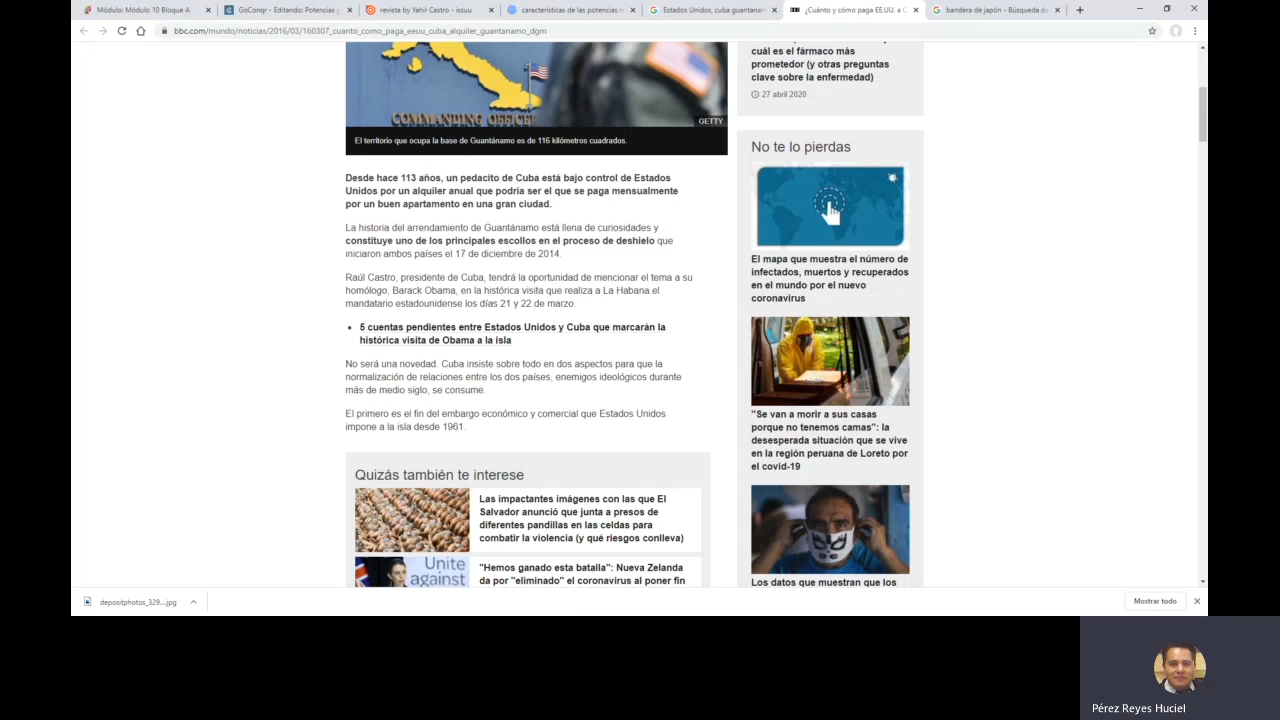 Módulo: Módulo 10 Bloque A
GoConqr - Editando: Potencias y
revista by Yahir Castro - issuu
características de las potencias m
Estados Unidos, cuba guantanam
¿Cuánto y cómo paga EE.UU. a C
bandera de japón - Búsqueda de
bbc.com/mundo/noticias/2016/03/160307_cuanto_como_paga_eeuu_cuba_alquiler_guantanamo_dgm
COMMANDING OFFICER
GETTY
El territorio que ocupa la base de Guantánamo es de 116 kilómetros cuadrados.
Desde hace 113 años, un pedacito de Cuba está bajo control de Estados
Unidos por un alquiler anual que podría ser el que se paga mensualmente
por un buen apartamento en una gran ciudad.
La historia del arrendamiento de Guantánamo está llena de curiosidades y
constituye uno de los principales escollos en el proceso de deshielo que
iniciaron ambos países el 17 de diciembre de 2014.
Raúl Castro, presidente de Cuba, tendrá la oportunidad de mencionar el tema a su
homólogo, Barack Obama, en la histórica visita que realiza a La Habana el
mandatario estadounidense los días 21 y 22 de marzo.
5 cuentas pendientes entre Estados Unidos y Cuba que marcarán la
histórica visita de Obama a la isla
No será una novedad. Cuba insiste sobre todo en dos aspectos para que la
normalización de relaciones entre los dos países, enemigos ideológicos durante
más de medio siglo, se consume.
El primero es el fin del embargo económico y comercial que Estados Unidos
impone a la isla desde 1961.
Quizás también te interese
Las impactantes imágenes con las que El
Salvador anunció que junta a presos de
diferentes pandillas en las celdas para
combatir la violencia (y qué riesgos conlleva)
Unite
against
"Hemos ganado esta batalla": Nueva Zelanda
da por "eliminado" el coronavirus al poner fin
cuál es el fármaco más
prometedor (y otras preguntas
clave sobre la enfermedad)
27 abril 2020
No te lo pierdas
El mapa que muestra el número de
infectados, muertos y recuperados
en el mundo por el nuevo
coronavirus
"Se van a morir a sus casas
porque no tenemos camas": la
desesperada situación que se vive
en la región peruana de Loreto por
el covid-19
Los datos que muestran que los
depositphotos_329....jpg
Mostrar todo
Pérez Reyes Huciel